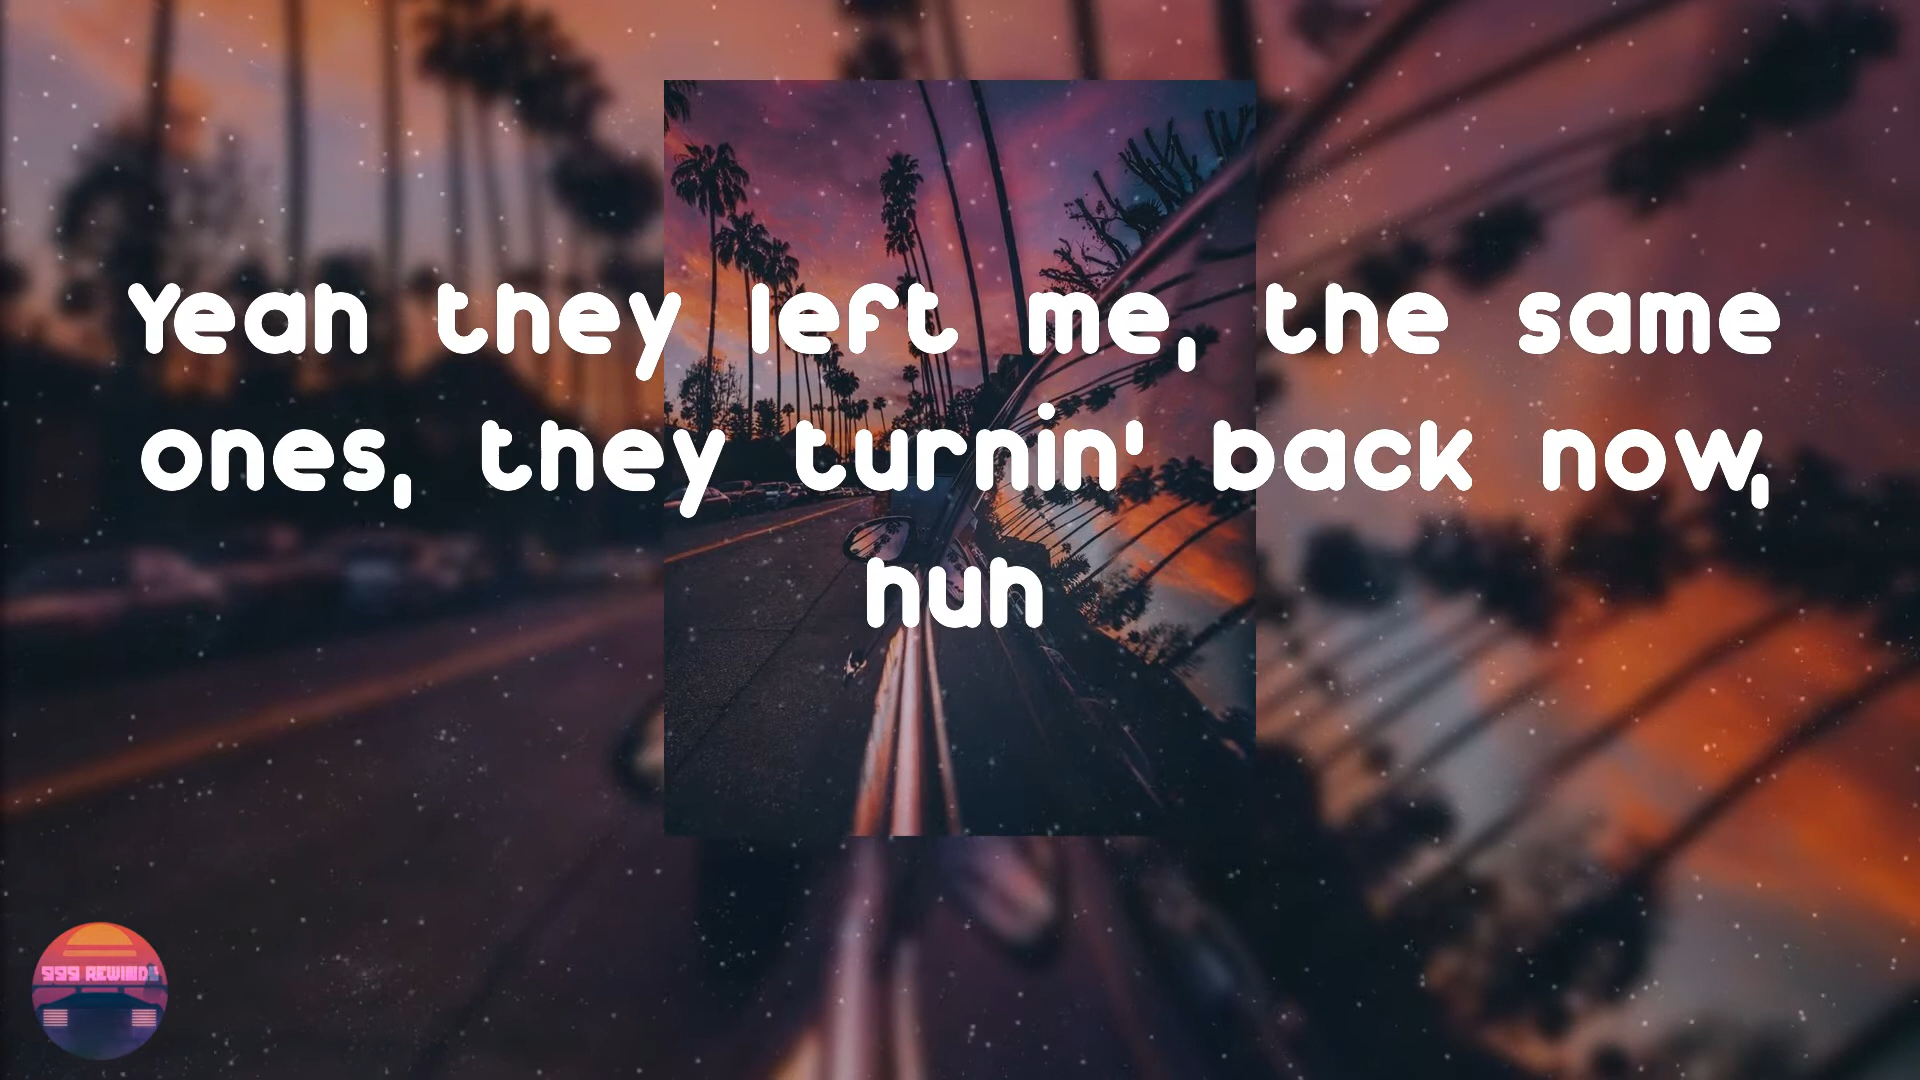 Yeah they left me, the same
ones, they turnin' back now,
huh
999 REWIND